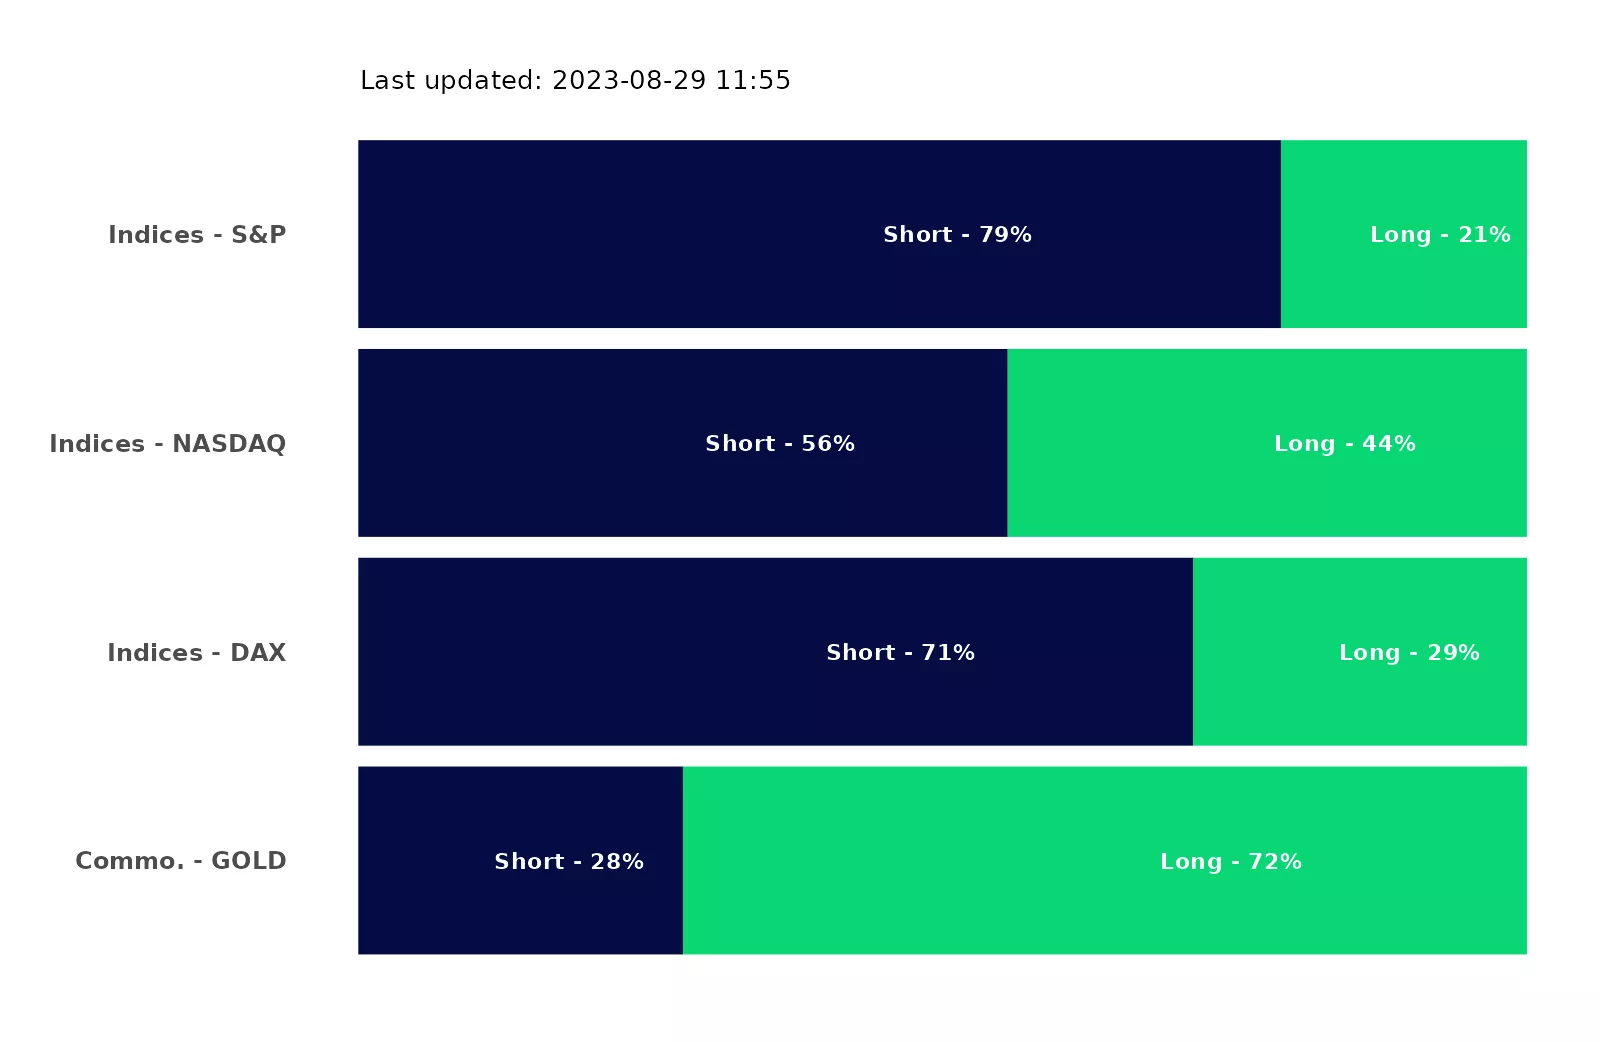 Last updated: 2023-08-29 11:55
Indices - S&P
Short - 79%
Long - 21%
Indices - NASDAQ
Short - 56%
Long - 44%
Indices - DAX
Short - 71%
Long - 29%
Commo. - GOLD
Short - 28%
Long - 72%